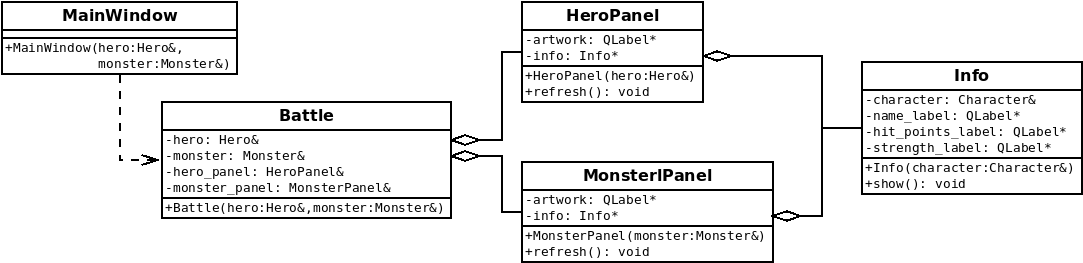 MainWindow
+MainWindow(hero:Hero&,
monster:Monster&)
Battle
-hero: Hero&
-monster: Monster&
-hero_panel: HeroPanel&
-monster_panel: MonsterPanel&
+Battle(hero:Hero&,monster:Monster&)
HeroPanel
-artwork: QLabel*
-info: Info*
+HeroPanel(hero:Hero&)
+refresh(): void
MonsterlPanel
-artwork: QLabel*
-info: Info*
+MonsterPanel(monster:Monster&)
+refresh(): void
Info
-character: Character&
-name_label: QLabel*
-hit_points_label: QLabel*
-strength_label: QLabel*
+Info(character:Character&)
+show(): void